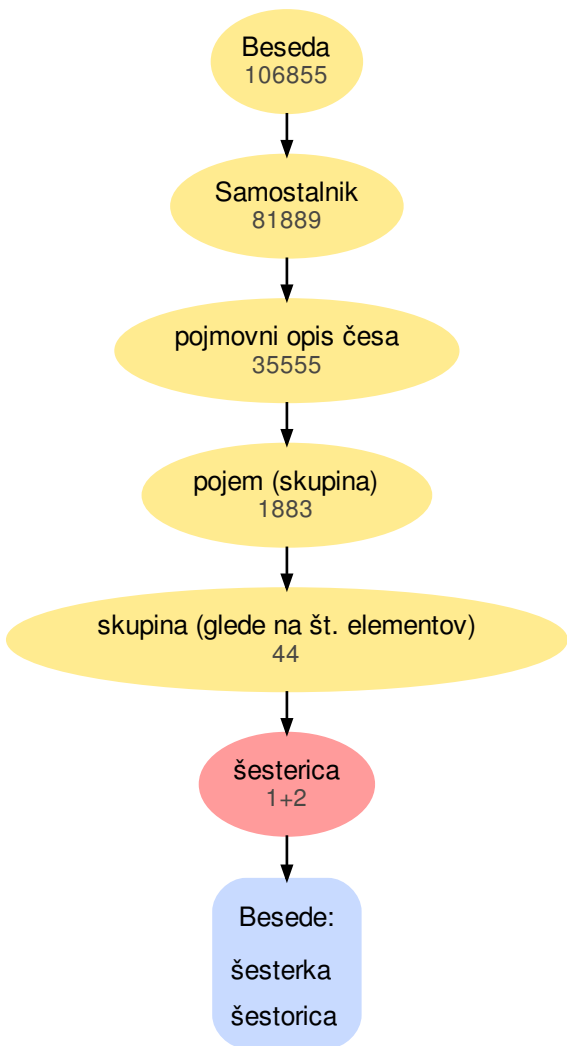 Beseda
106855
Samostalnik
81889
pojmovni opis česa
35555
pojem (skupina)
1883
skupina (glede na št. elementov)
44
šesterica
1+2
Besede:
šesterka
šestorica